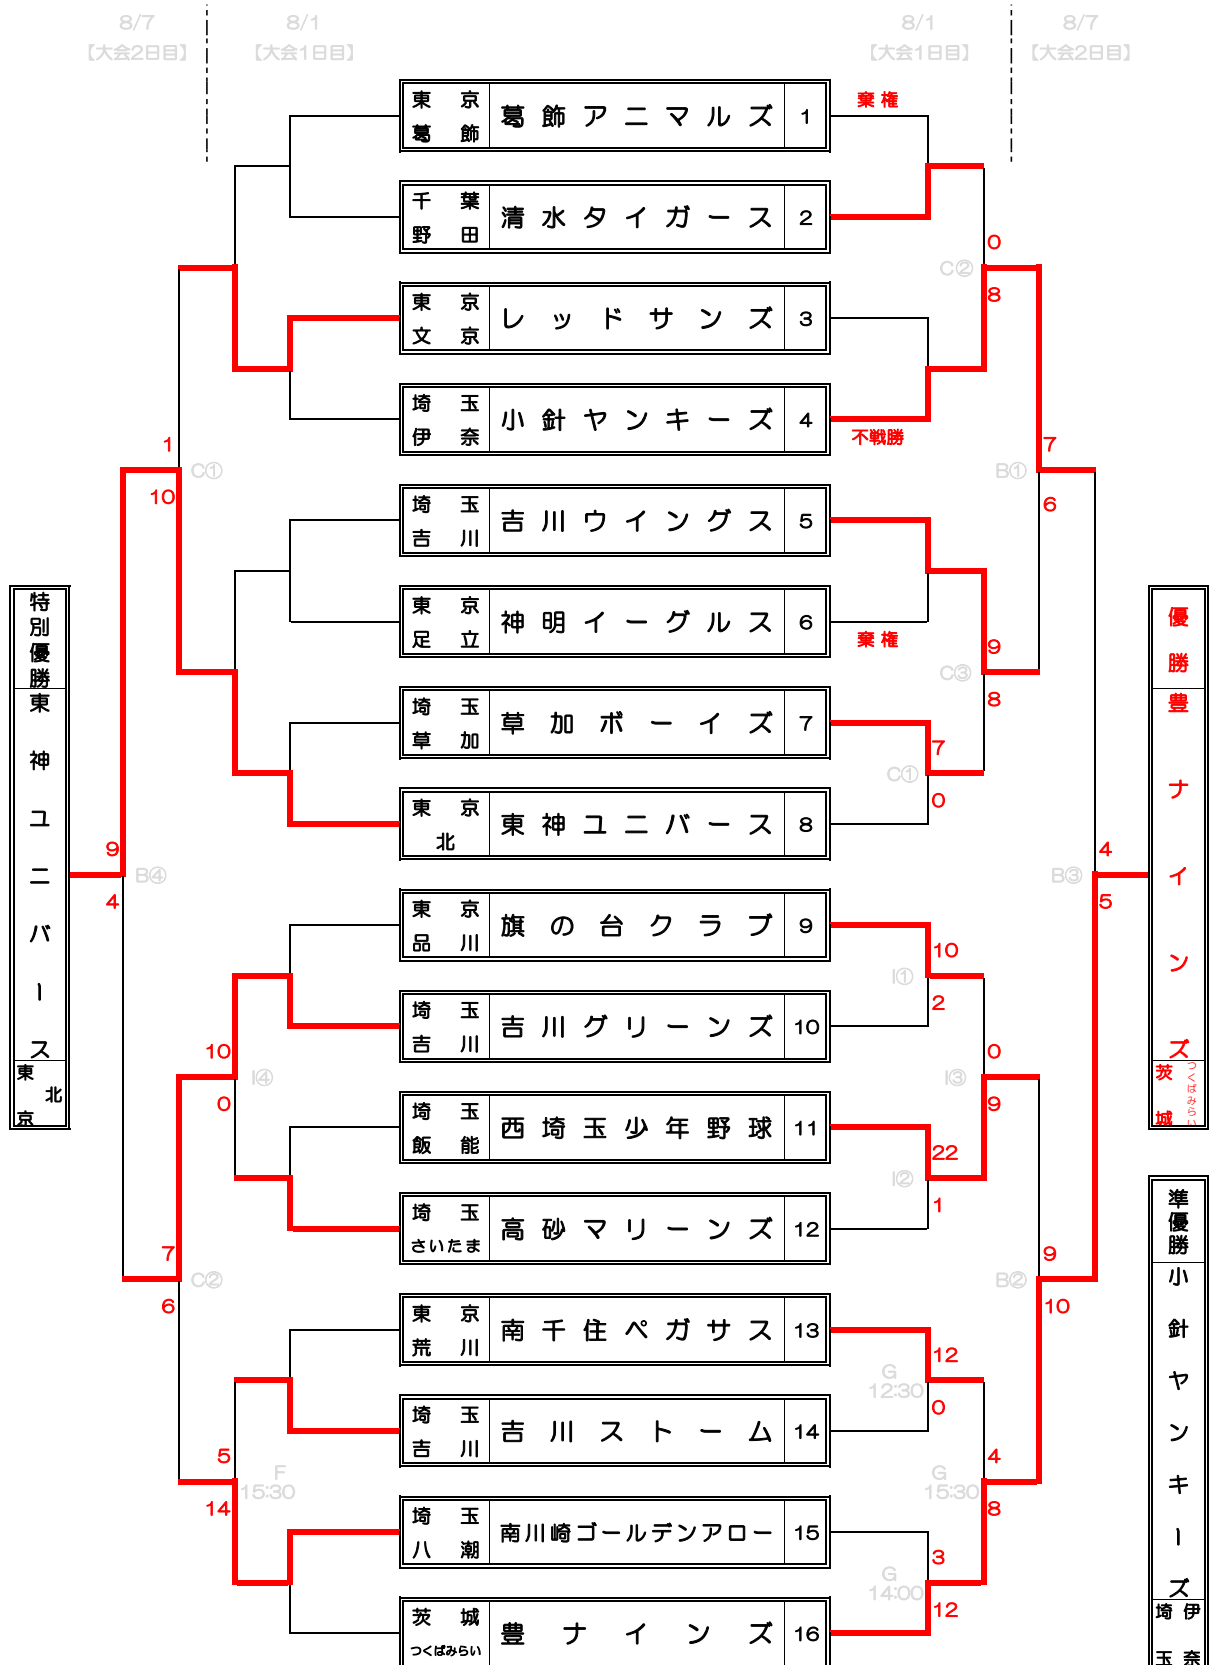 8/7 8/1 8/1 8/7
【大会2日目】 【大会1日目】 【大会1日目】 【大会2日目】
東京 葛飾 葛飾アニマルズ 1
棄権
千葉 野田 清水タイガース 2
0
C②
8
東京 文京 レッドサンズ 3
埼玉 伊奈 小針ヤンキーズ 4
不戦勝
1
C①
10
7
B①
6
埼玉 吉川 吉川ウイングス 5
東京 足立 神明イーグルス 6
棄権
9
C③
8
埼玉 草加 草加ボーイズ 7
7
C①
0
東京 北 東神ユニバース 8
9
B④
4
4
B③
5
東京 品川 旗の台クラブ 9
10
I①
2
埼玉 吉川 吉川グリーンズ 10
10
I④
0
0
I③
9
埼玉 飯能 西埼玉少年野球 11
22
I②
1
埼玉 さいたま 高砂マリーンズ 12
7
C②
6
9
B②
10
東京 荒川 南千住ペガサス 13
12
G
12:30
0
埼玉 吉川 吉川ストーム 14
5
F
15:30
14
4
G
15:30
8
埼玉 八潮 南川崎ゴールデンアロー 15
3
G
14:00
12
茨城 つくばみらい 豊ナインズ 16
特別優勝
東神ユニバース
東京 北
優勝
豊ナインズ
茨城 つくばみらい
準優勝
小針ヤンキーズ
埼玉 伊奈